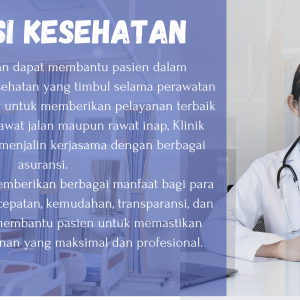 SI KESEHATAN
an dapat membantu pasien dalam
sehatan yang timbul selama perawatan
untuk memberikan pelayanan terbaik
awat jalan maupun rawat inap, Klinik
menjalin kerjasama dengan berbagai
asuransi.
emberikan berbagai manfaat bagi para
cepatan, kemudahan, transparansi, dan
membantu pasien untuk memastikan
nan yang maksimal dan profesional.